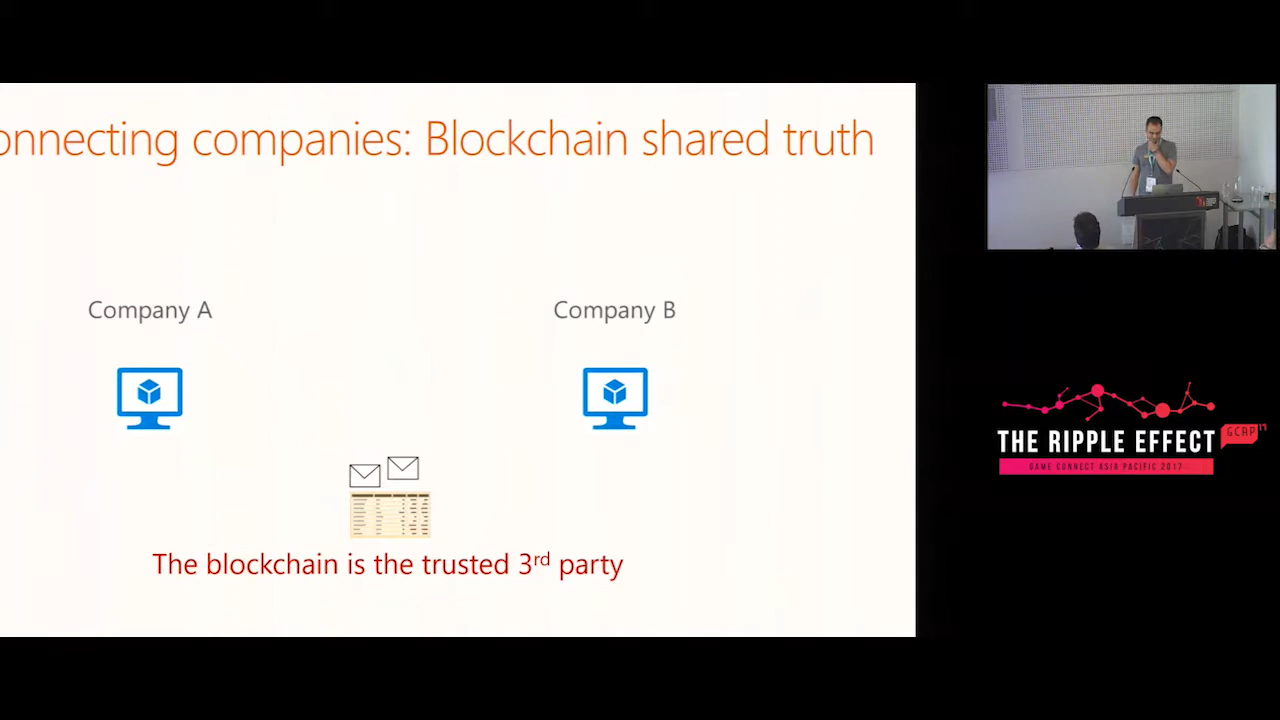 onnecting companies: Blockchain shared truth
Company A
Company B
The blockchain is the trusted 3rd party
THE RIPPLE EFFECT
GCAP 17
GAME CONNECT ASIA PACIFIC 2017